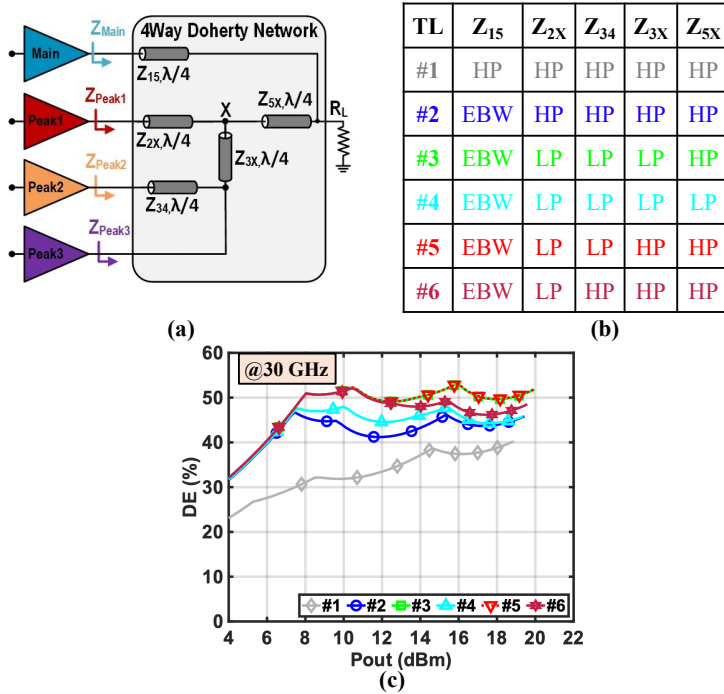 4Way Doherty Network
Main
Z_Main
Z15,λ/4
Peak1
Z_Peak1
Z2X,λ/4
X
Z5X,λ/4
RL
Z3X,λ/4
Peak2
Z_Peak2
Z34,λ/4
Peak3
Z_Peak3
(a)
TL Z15 Z2X Z34 Z3X Z5X
#1 HP HP HP HP HP
#2 EBW HP HP HP HP
#3 EBW LP LP LP HP
#4 EBW LP LP LP LP
#5 EBW LP LP HP HP
#6 EBW LP HP HP HP
(b)
@30 GHz
DE (%)
60
50
40
30
20
10
0
#1 #2 #3 #4 #5 #6
4 6 8 10 12 14 16 18 20 22
Pout (dBm)
(c)